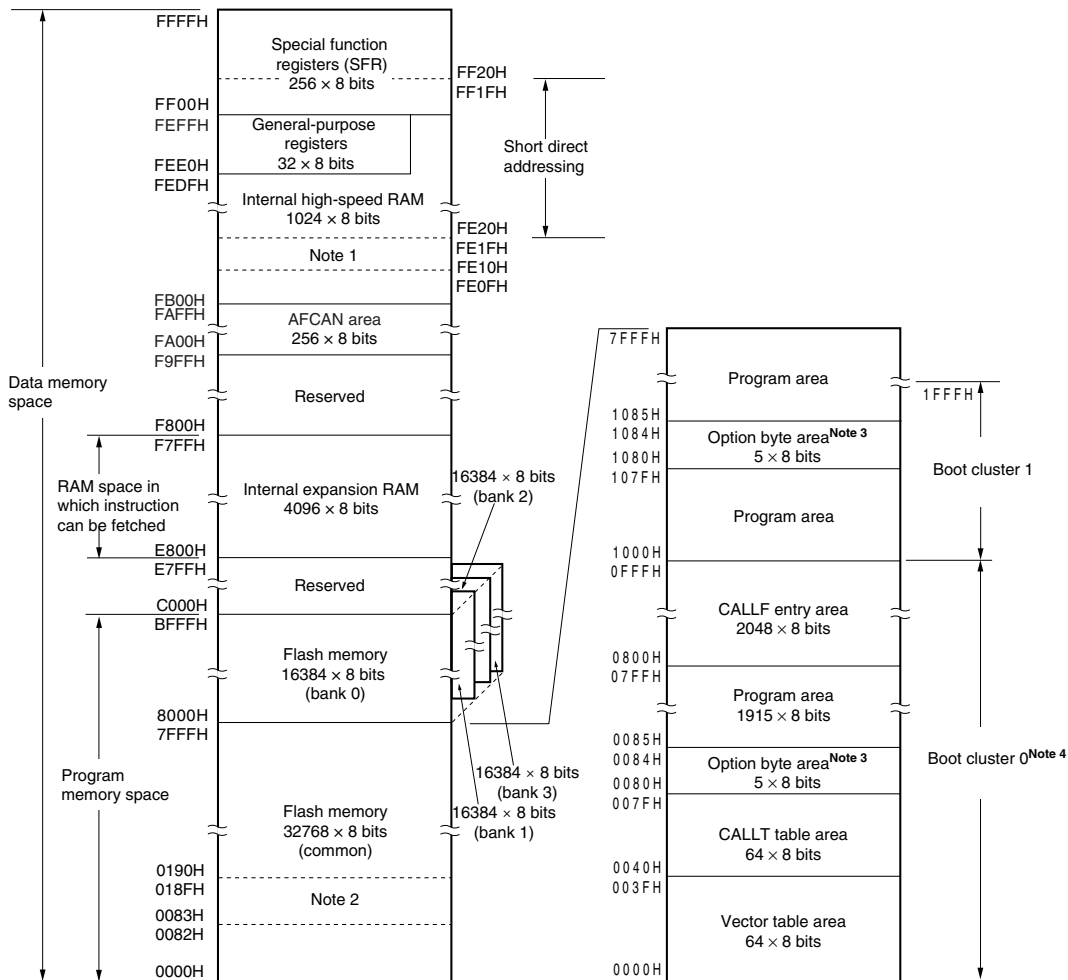 FFFFH
Special function
registers (SFR)
256 × 8 bits
FF20H
FF1FH
FF00H
FEFFH
General-purpose
registers
32 × 8 bits
Short direct
addressing
FEE0H
FEDFH
Internal high-speed RAM
1024 × 8 bits
FE20H
FE1FH
Note 1
FE10H
FE0FH
FB00H
FAFFH
AFCAN area
256 × 8 bits
FA00H
F9FFH
Data memory
space
Reserved
F800H
F7FFH
RAM space in
which instruction
can be fetched
Internal expansion RAM
4096 × 8 bits
16384 × 8 bits
(bank 2)
E800H
E7FFH
Reserved
C000H
BFFFH
Flash memory
16384 × 8 bits
(bank 0)
8000H
7FFFH
Program
memory space
16384 × 8 bits
(bank 3)
16384 × 8 bits
(bank 1)
Flash memory
32768 × 8 bits
(common)
0190H
018FH
Note 2
0083H
0082H
0000H
7FFFH
Program area
1FFFH
1085H
1084H
Option byte area Note 3
5 × 8 bits
1080H
107FH
Boot cluster 1
Program area
1000H
0FFFH
CALLF entry area
2048 × 8 bits
0800H
07FFH
Program area
1915 × 8 bits
0085H
0084H
Option byte area Note 3
5 × 8 bits
Boot cluster 0 Note 4
0080H
007FH
CALLT table area
64 × 8 bits
0040H
003FH
Vector table area
64 × 8 bits
0000H